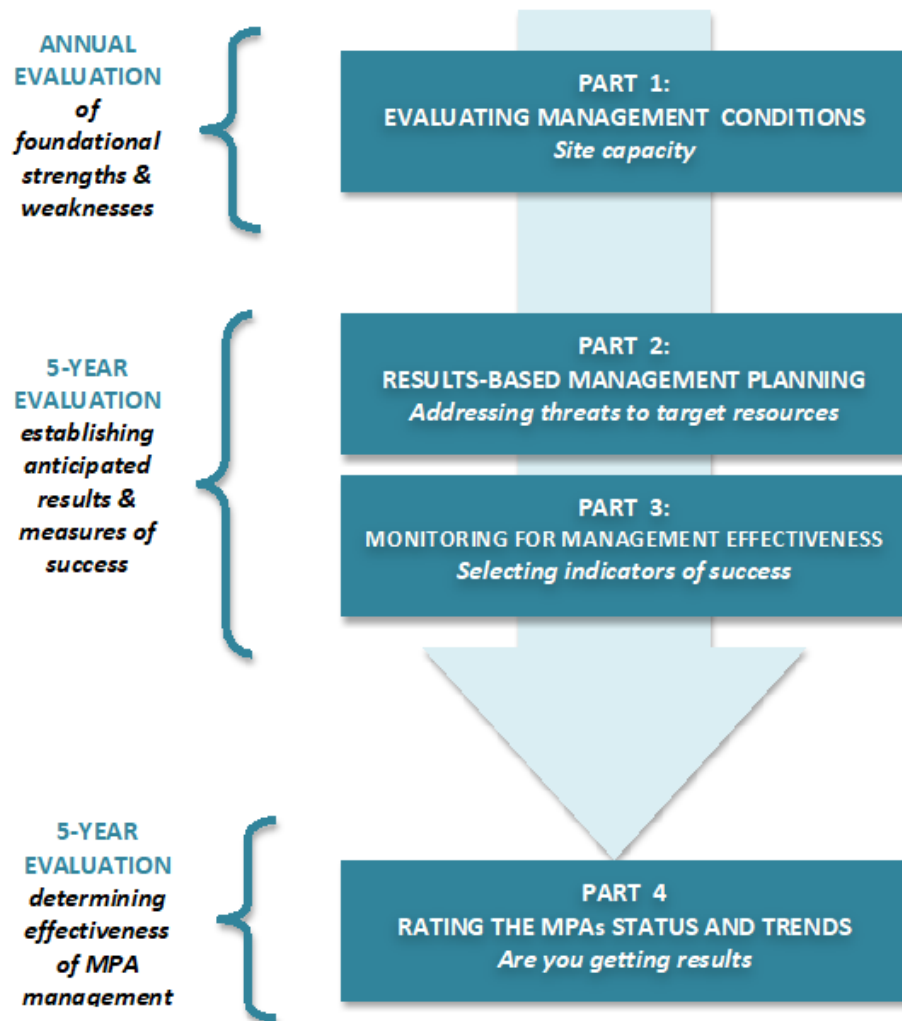 ANNUAL
EVALUATION
of
foundational
strengths &
weaknesses
PART 1:
EVALUATING MANAGEMENT CONDITIONS
Site capacity
5-YEAR
EVALUATION
establishing
anticipated
results &
measures of
success
PART 2:
RESULTS-BASED MANAGEMENT PLANNING
Addressing threats to target resources
PART 3:
MONITORING FOR MANAGEMENT EFFECTIVENESS
Selecting indicators of success
5-YEAR
EVALUATION
determining
effectiveness
of MPA
management
PART 4
RATING THE MPAs STATUS AND TRENDS
Are you getting results